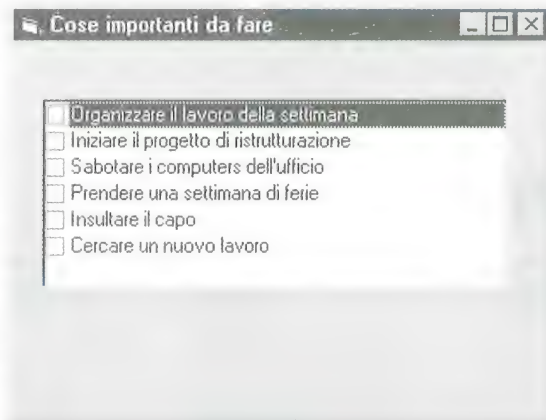 Cose importanti da fare
Organizzare il lavoro della settimana
Iniziare il progetto di ristrutturazione
Sabotare i computers dell'ufficio
Prendere una settimana di ferie
Insultare il capo
Cercare un nuovo lavoro